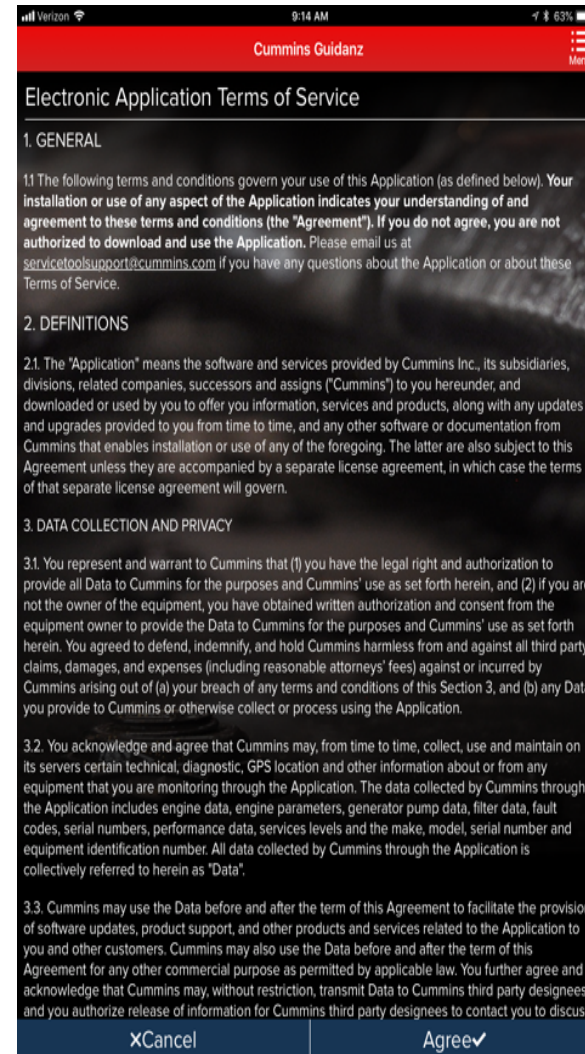 Verizon
9:14 AM
63%
Cummins Guidanz
Men
Electronic Application Terms of Service
1. GENERAL
1.1 The following terms and conditions govern your use of this Application (as defined below). Your
installation or use of any aspect of the Application indicates your understanding of and
agreement to these terms and conditions (the "Agreement"). If you do not agree, you are not
authorized to download and use the Application. Please email us at
servicetoolsupport@cummins.com if you have any questions about the Application or about these
Terms of Service.
2. DEFINITIONS
2.1. The "Application" means the software and services provided by Cummins Inc., its subsidiaries,
divisions, related companies, successors and assigns ("Cummins") to you hereunder, and
downloaded or used by you to offer you information, services and products, along with any updates
and upgrades provided to you from time to time, and any other software or documentation from
Cummins that enables installation or use of any of the foregoing. The latter are also subject to this
Agreement unless they are accompanied by a separate license agreement, in which case the terms
of that separate license agreement will govern.
3. DATA COLLECTION AND PRIVACY
3.1. You represent and warrant to Cummins that (1) you have the legal right and authorization to
provide all Data to Cummins for the purposes and Cummins' use as set forth herein, and (2) if you are
not the owner of the equipment, you have obtained written authorization and consent from the
equipment owner to provide the Data to Cummins for the purposes and Cummins' use as set forth
herein. You agreed to defend, indemnify, and hold Cummins harmless from and against all third party
claims, damages, and expenses (including reasonable attorneys' fees) against or incurred by
Cummins arising out of (a) your breach of any terms and conditions of this Section 3, and (b) any Data
you provide to Cummins or otherwise collect or process using the Application.
3.2. You acknowledge and agree that Cummins may, from time to time, collect, use and maintain on
its servers certain technical, diagnostic, GPS location and other information about or from any
equipment that you are monitoring through the Application. The data collected by Cummins through
the Application includes engine data, engine parameters, generator pump data, filter data, fault
codes, serial numbers, performance data, services levels and the make, model, serial number and
equipment identification number. All data collected by Cummins through the Application is
collectively referred to herein as "Data".
3.3. Cummins may use the Data before and after the term of this Agreement to facilitate the provision
of software updates, product support, and other products and services related to the Application to
you and other customers. Cummins may also use the Data before and after the term of this
Agreement for any other commercial purpose as permitted by applicable law. You further agree and
acknowledge that Cummins may, without restriction, transmit Data to Cummins third party designees
and you authorize release of information for Cummins third party designees to contact you to discus
✗Cancel
Agree✓